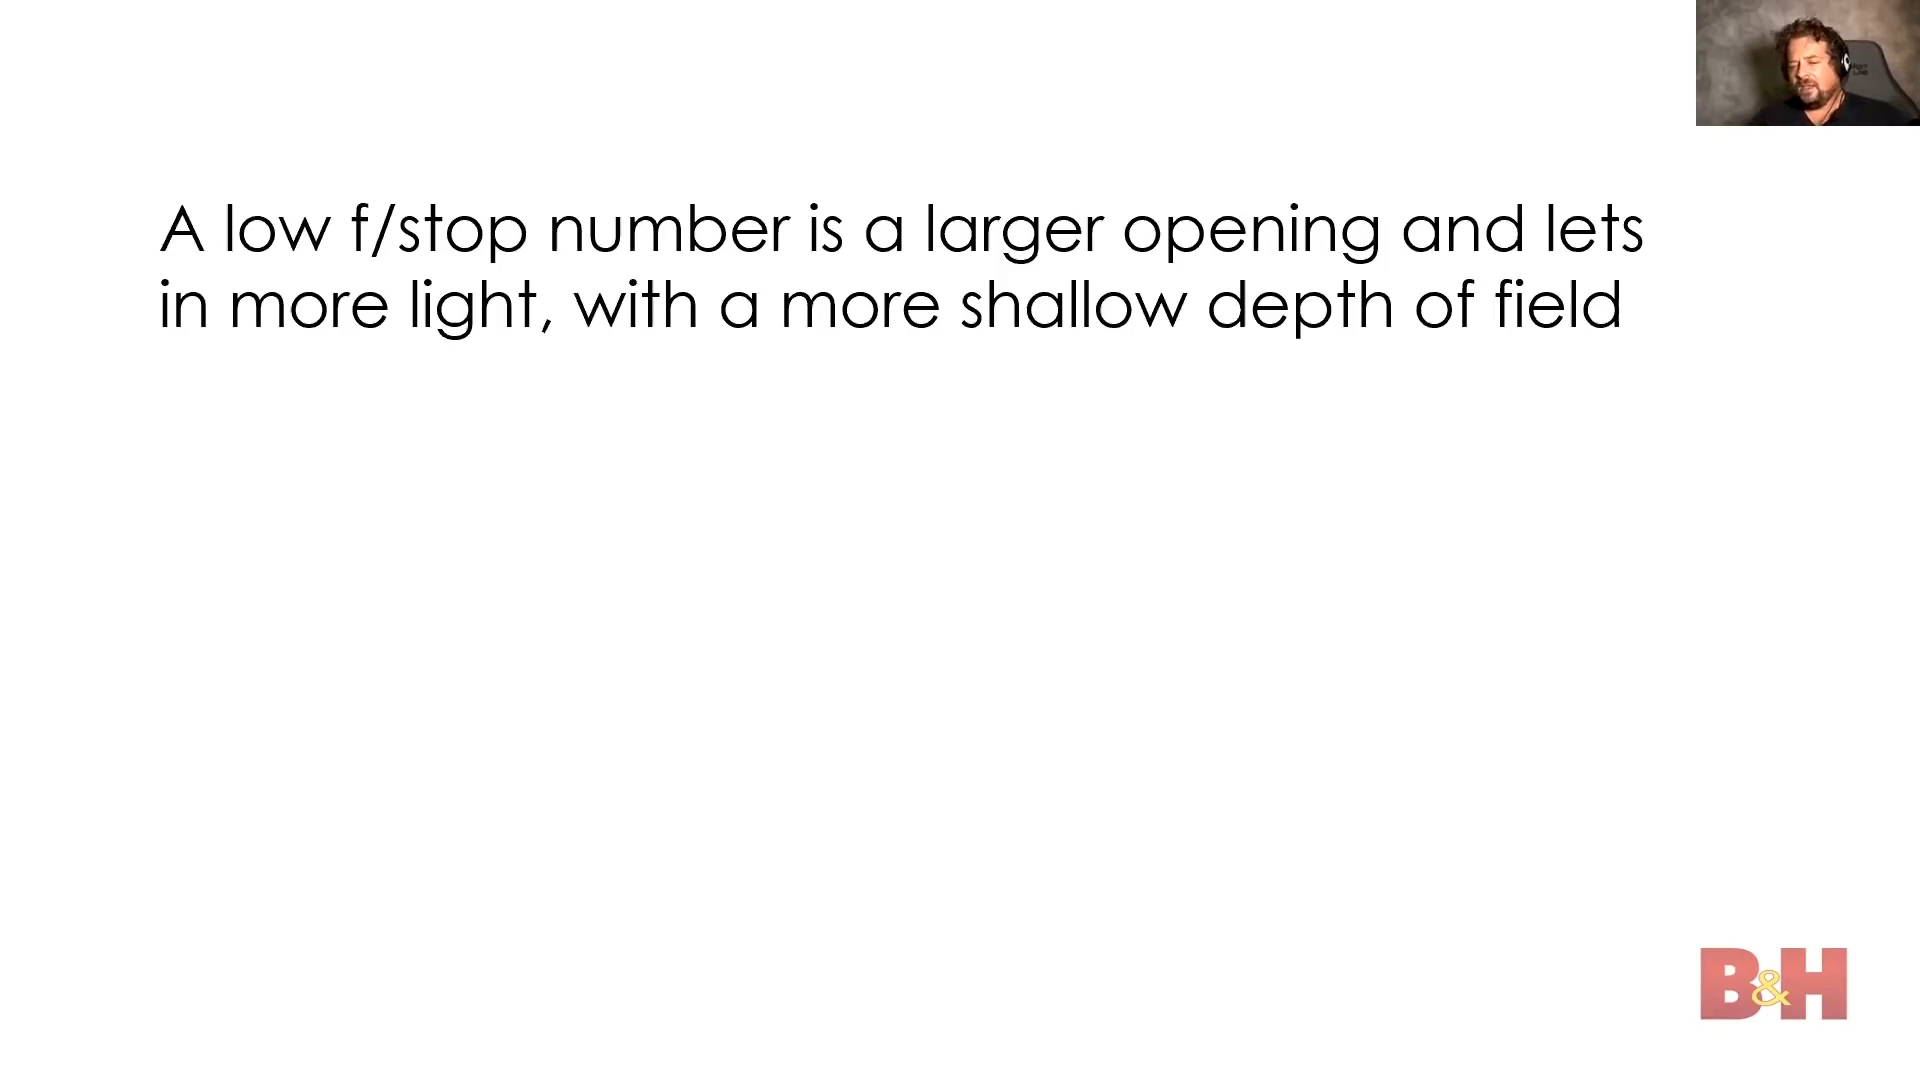 A low f/stop number is a larger opening and lets
in more light, with a more shallow depth of field
B&H